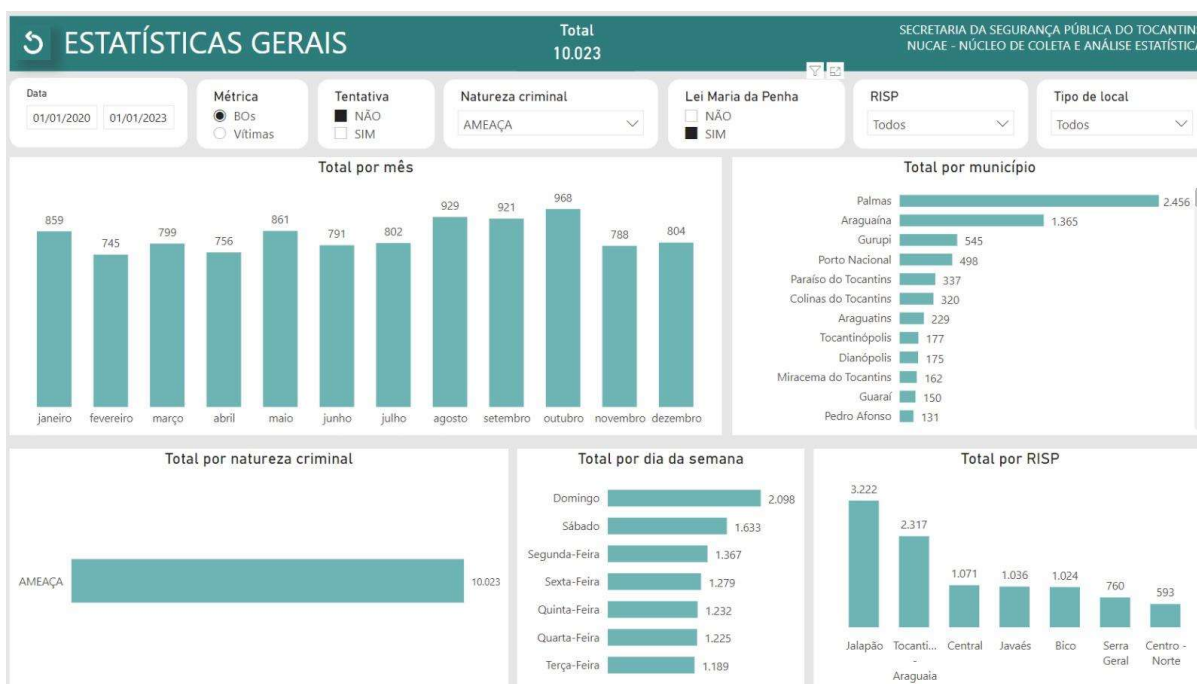 ESTATÍSTICAS GERAIS
Total
10.023
SECRETARIA DA SEGURANÇA PÚBLICA DO TOCANTINS
NUCAE - NÚCLEO DE COLETA E ANÁLISE ESTATÍSTICA
Data
01/01/2020 01/01/2023
Métrica
BOs
Vítimas
Tentativa
NÃO
SIM
Natureza criminal
AMEAÇA
Lei Maria da Penha
NÃO
SIM
RISP
Todos
Tipo de local
Todos
Total por mês
859 745 799 756 861 791 802 929 921 968 788 804
janeiro fevereiro março abril maio junho julho agosto setembro outubro novembro dezembro
Total por município
Palmas 2.456
Araguaína 1.365
Gurupi 545
Porto Nacional 498
Paraíso do Tocantins 337
Colinas do Tocantins 320
Araguatins 229
Tocantinópolis 177
Dianópolis 175
Miracema do Tocantins 162
Guaraí 150
Pedro Afonso 131
Total por natureza criminal
AMEAÇA 10.023
Total por dia da semana
Domingo 2.098
Sábado 1.633
Segunda-Feira 1.367
Sexta-Feira 1.279
Quinta-Feira 1.232
Quarta-Feira 1.225
Terça-Feira 1.189
Total por RISP
3.222 2.317 1.071 1.036 1.024 760 593
Jalapão Tocanti... Central Javaés Bico Serra Centro -
- Geral Norte
Araguaia